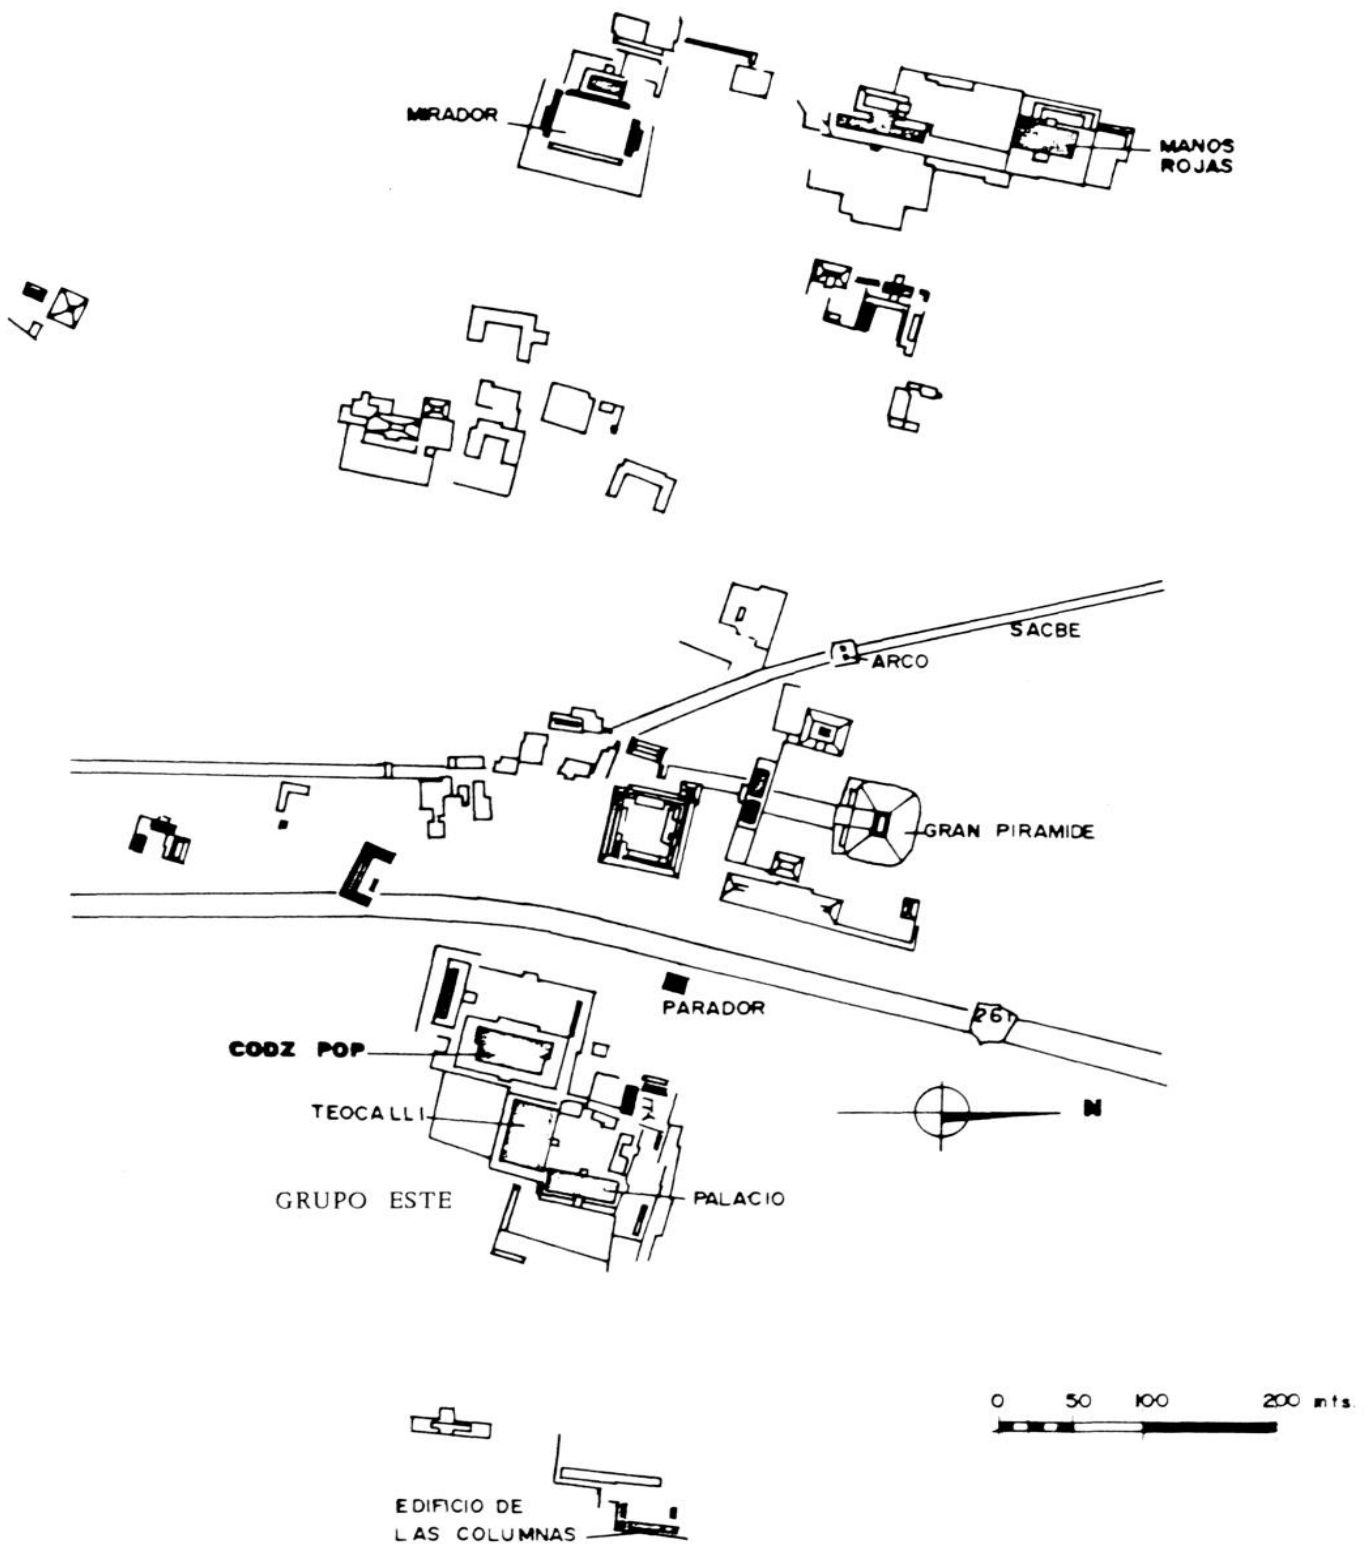 MIRADOR
MANOS
ROJAS
SACBE
ARCO
GRAN PIRAMIDE
PARADOR
261
CODZ POP
TEOCALLI
N
GRUPO ESTE
PALACIO
0 50 100 200 mts.
EDIFICIO DE
LAS COLUMNAS